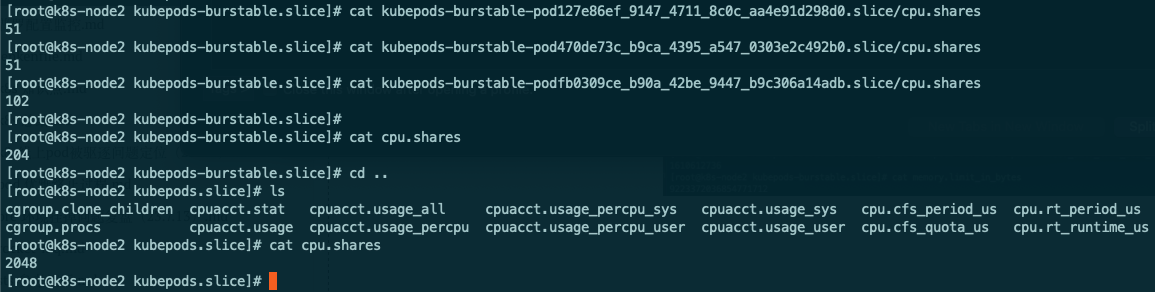 [root@k8s-node2 kubepods-burstable.slice]# cat kubepods-burstable-pod127e86ef_9147_4711_8c0c_aa4e91d298d0.slice/cpu.shares
51
[root@k8s-node2 kubepods-burstable.slice]# cat kubepods-burstable-pod470de73c_b9ca_4395_a547_0303e2c492b0.slice/cpu.shares
51
[root@k8s-node2 kubepods-burstable.slice]# cat kubepods-burstable-podfb0309ce_b90a_42be_9447_b9c306a14adb.slice/cpu.shares
102
[root@k8s-node2 kubepods-burstable.slice]#
[root@k8s-node2 kubepods-burstable.slice]# cat cpu.shares
204
[root@k8s-node2 kubepods-burstable.slice]# cd ..
[root@k8s-node2 kubepods.slice]# ls
cgroup.clone_children cpuacct.stat cpuacct.usage_all cpuacct.usage_percpu_sys cpuacct.usage_sys cpu.cfs_period_us cpu.rt_period_us
cgroup.procs cpuacct.usage cpuacct.usage_percpu cpuacct.usage_percpu_user cpuacct.usage_user cpu.cfs_quota_us cpu.rt_runtime_us
[root@k8s-node2 kubepods.slice]# cat cpu.shares
2048
[root@k8s-node2 kubepods.slice]#